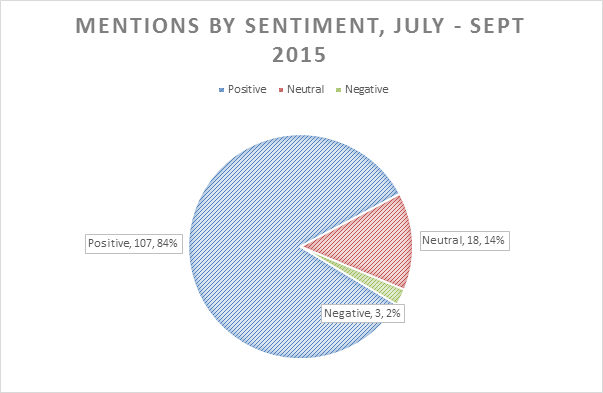 MENTIONS BY SENTIMENT, JULY - SEPT
2015
Positive Neutral Negative
Positive, 107, 84%
Neutral, 18, 14%
Negative, 3, 2%